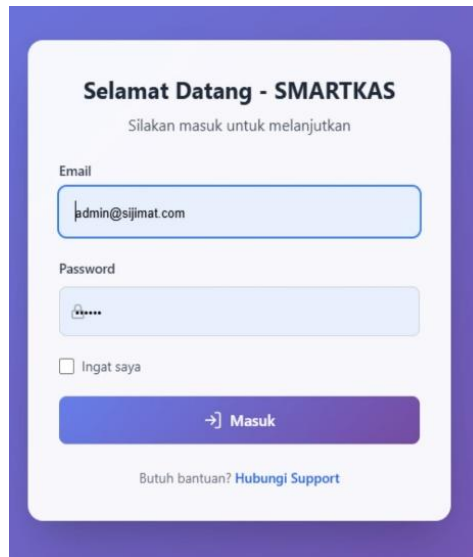 Selamat Datang - SMARTKAS
Silakan masuk untuk melanjutkan
Email
admin@sijimat.com
Password
••••••
Ingat saya
Masuk
Butuh bantuan? Hubungi Support